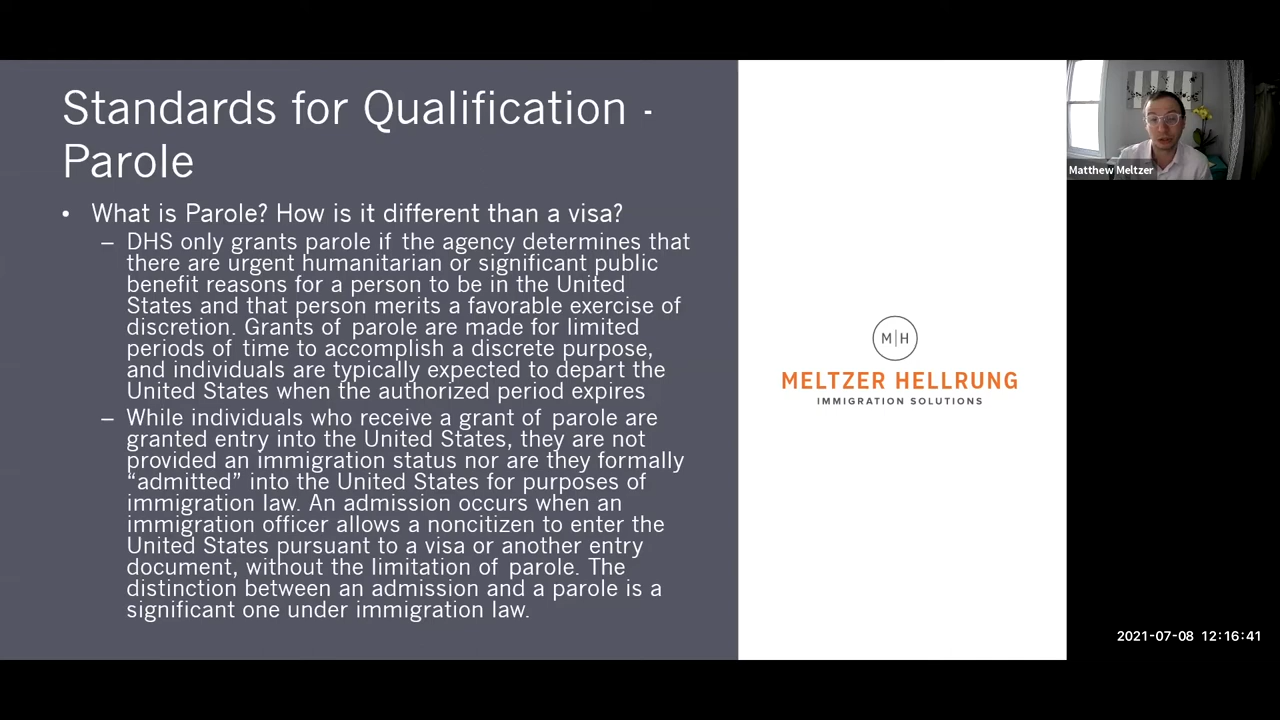 Standards for Qualification -
Parole
• What is Parole? How is it different than a visa?
– DHS only grants parole if the agency determines that
there are urgent humanitarian or significant public
benefit reasons for a person to be in the United
States and that person merits a favorable exercise of
discretion. Grants of parole are made for limited
periods of time to accomplish a discrete purpose,
and individuals are typically expected to depart the
United States when the authorized period expires
– While individuals who receive a grant of parole are
granted entry into the United States, they are not
provided an immigration status nor are they formally
“admitted” into the United States for purposes of
immigration law. An admission occurs when an
immigration officer allows a noncitizen to enter the
United States pursuant to a visa or another entry
document, without the limitation of parole. The
distinction between an admission and a parole is a
significant one under immigration law.
M|H
MELTZER HELLRUNG
IMMIGRATION SOLUTIONS
Matthew Meltzer
2021-07-08 12:16:41